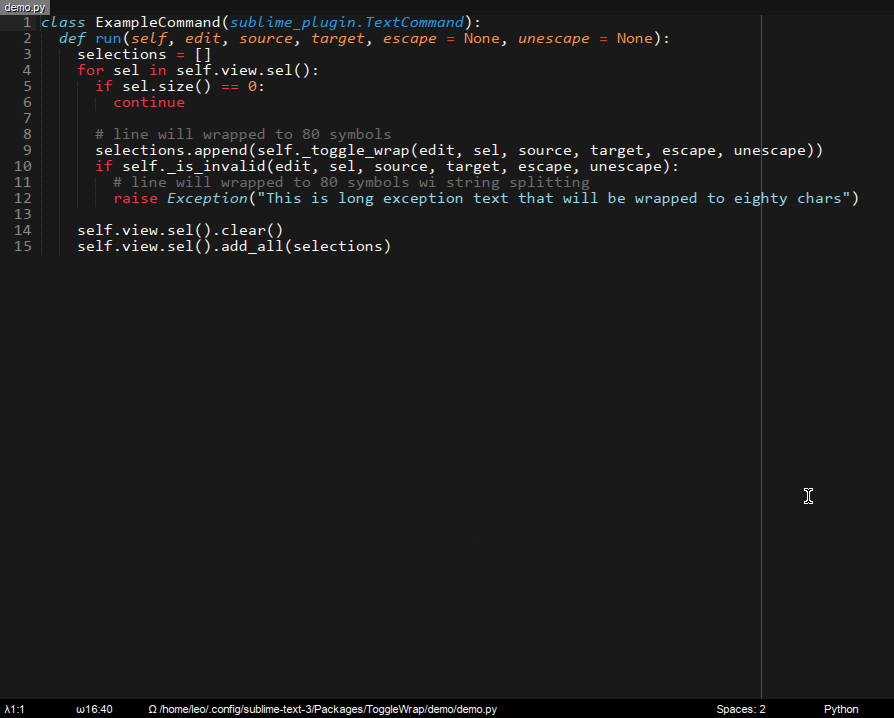 demo.py
1 class ExampleCommand(sublime_plugin.TextCommand):
2   def run(self, edit, source, target, escape = None, unescape = None):
3     selections = []
4     for sel in self.view.sel():
5       if sel.size() == 0:
6         continue
7
8       # line will wrapped to 80 symbols
9       selections.append(self._toggle_wrap(edit, sel, source, target, escape, unescape))
10       if self._is_invalid(edit, sel, source, target, escape, unescape):
11         # line will wrapped to 80 symbols wi string splitting
12         raise Exception("This is long exception text that will be wrapped to eighty chars")
13
14     self.view.sel().clear()
15     self.view.sel().add_all(selections)
λ1:1 ω16:40 Ω /home/leo/.config/sublime-text-3/Packages/ToggleWrap/demo/demo.py Spaces: 2 Python